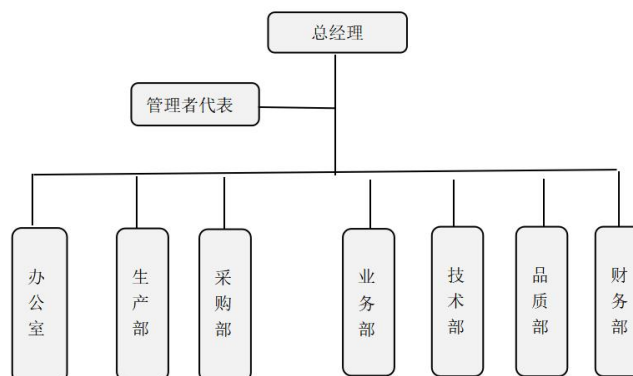 总经理
管理者代表
办公室
生产部
采购部
业务部
技术部
品质部
财务部